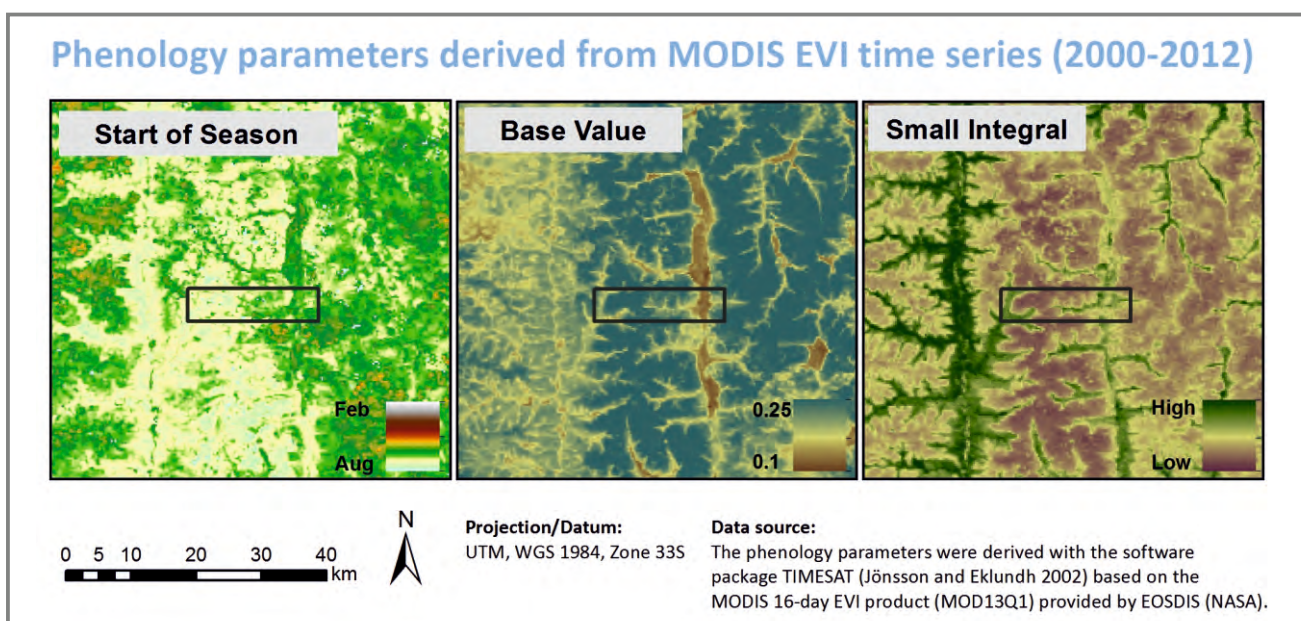 Phenology parameters derived from MODIS EVI time series (2000-2012)
Start of Season
Base Value
Small Integral
Feb
Aug
0.25
0.1
High
Low
0 5 10 20 30 40
km
N
Projection/Datum:
UTM, WGS 1984, Zone 33S
Data source:
The phenology parameters were derived with the software
package TIMESAT (Jönsson and Eklundh 2002) based on the
MODIS 16-day EVI product (MOD13Q1) provided by EOSDIS (NASA).